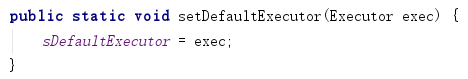 public static void setDefaultExecutor(Executor exec) {
sDefaultExecutor = exec;
}